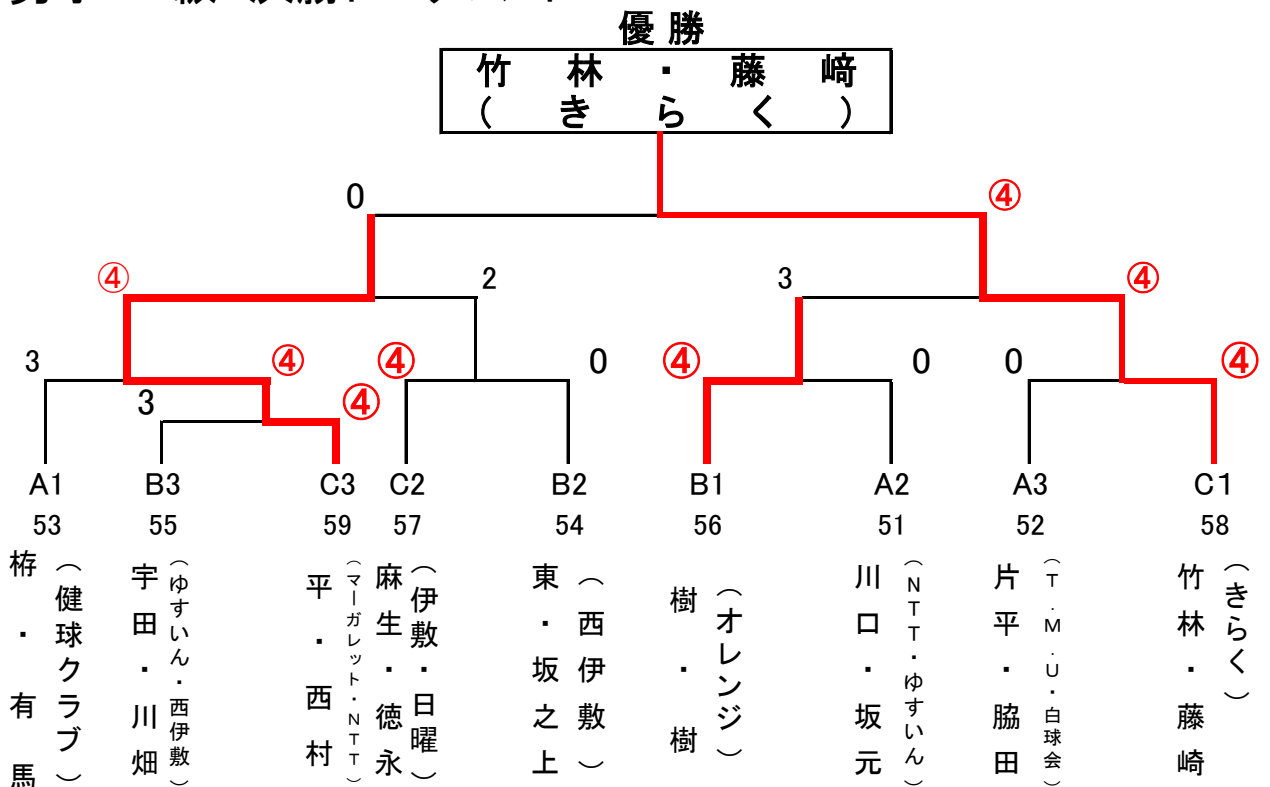 優 勝
竹 林 ・ 藤 﨑
( き ら く )
0
④
④
2
3
④
3
④
④
0
④
0
0
④
3
④
A1
B3
C3
C2
B2
B1
A2
A3
C1
53
55
59
57
54
56
51
52
58
栫・有馬
(健球クラブ)
宇田・川畑
(ゆすいん・西伊敷)
平・西村
(マーガレット・NTT)
麻生・徳永
(伊敷・日曜)
東・坂之上
(西伊敷)
樹・樹
(オレンジ)
川口・坂元
(NTT・ゆすいん)
片平・脇田
(T.M.U・白球会)
竹林・藤崎
(きらく)